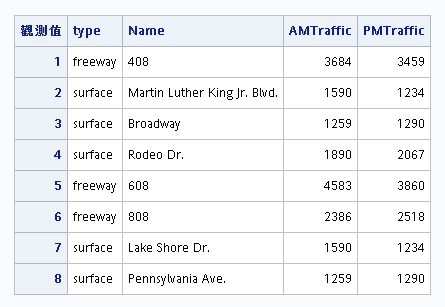 觀測值 type Name AMTraffic PMTraffic
1 freeway 408 3684 3459
2 surface Martin Luther King Jr. Blvd. 1590 1234
3 surface Broadway 1259 1290
4 surface Rodeo Dr. 1890 2067
5 freeway 608 4583 3860
6 freeway 808 2386 2518
7 surface Lake Shore Dr. 1590 1234
8 surface Pennsylvania Ave. 1259 1290